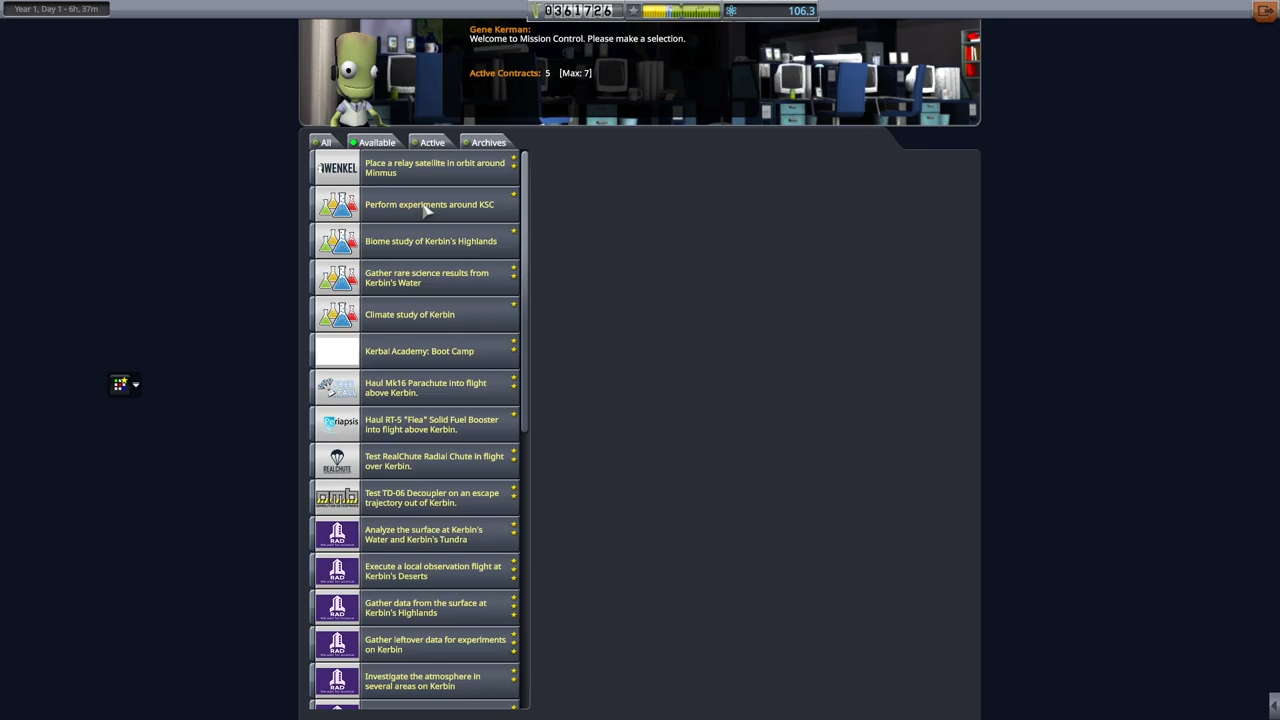 Year 1, Day 1 - 6h, 37m
0361726
106.3
Gene Kerman:
Welcome to Mission Control. Please make a selection.
Active Contracts: 5 [Max: 7]
All
Available
Active
Archives
WENKEL
Place a relay satellite in orbit around
Minmus
Perform experiments around KSC
Biome study of Kerbin's Highlands
Gather rare science results from
Kerbin's Water
Climate study of Kerbin
Kerbal Academy: Boot Camp
FREE
FALL
Haul Mk16 Parachute into flight
above Kerbin.
Periapsis
Haul RT-5 "Flea" Solid Fuel Booster
into flight above Kerbin.
REALCHUTE
Test RealChute Radial Chute in flight
over Kerbin.
Test TD-06 Decoupler on an escape
trajectory out of Kerbin.
RAD
Analyze the surface at Kerbin's
Water and Kerbin's Tundra
RAD
Execute a local observation flight at
Kerbin's Deserts
RAD
Gather data from the surface at
Kerbin's Highlands
RAD
Gather leftover data for experiments
on Kerbin
RAD
Investigate the atmosphere in
several areas on Kerbin